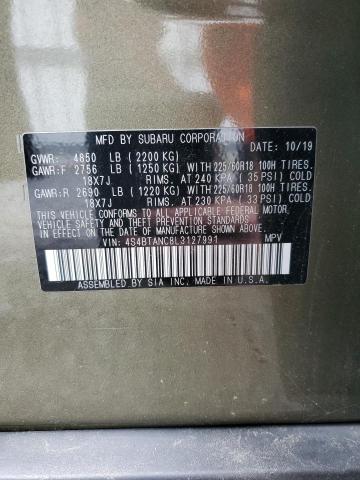 MFD BY SUBARU CORPORATION
GVWR: 4850 LB (2200 KG) DATE: 10/19
GAWR:F 2756 LB (1250 KG) WITH 225/60R18 100H TIRES.
18X7J RIMS. AT 240 KPA (35 PSI) COLD
GAWR:R 2690 LB (1220 KG) WITH 225/60R18 100H TIRES.
18X7J RIMS. AT 230 KPA (33 PSI) COLD
THIS VEHICLE CONFORMS TO ALL APPLICABLE FEDERAL MOTOR
VEHICLE SAFETY AND BUMPER STANDARDS IN EFFECT ON THE
DATE OF MANUFACTURE SHOWN ABOVE.
VIN: 4S4BTANC8L3127991 MPV
ASSEMBLED BY SIA INC. MADE IN U.S.A.